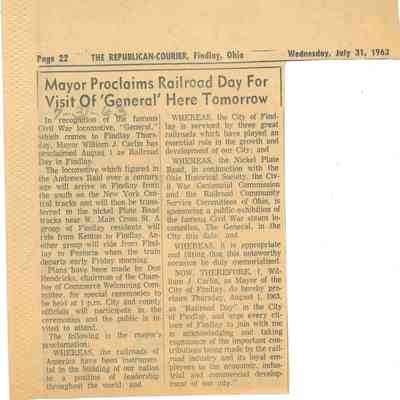 Page 22 THE REPUBLICAN-COURIER, Findlay, Ohio Wednesday, July 31, 1963
Mayor Proclaims Railroad Day For
Visit Of 'General' Here Tomorrow
7-31-63
In recognition of the famous
Civil War locomotive, "General,"
which comes to Findlay Thurs-
day, Mayor William J. Carlin has
proclaimed August 1 as Railroad
Day in Findlay.
The locomotive which figured in
the Andrews Raid over a century
ago will arrive in Findlay from
the south on the New York Cen-
tral tracks and will then be trans-
ferred to the nickel Plate Road
tracks near W. Main Cross St. A
group of Findlay residents will
ride from Kenton to Findlay. An-
other group will ride from Find-
lay to Fostoria when the train
departs early Friday morning.
Plans have been made by Don
Hendricks, chairman of the Cham-
ber of Commerce Welcoming Com-
mittee, for special ceremonies to
be held at 1 p.m. City and county
officials will participate in the
ceremonies and the public is in-
vited to attend.
The following is the mayor's
proclamation:
WHEREAS, the railroads of
America have been instrumen-
tal in the building of our nation
to a position of leadership
throughout the world; and
WHEREAS, the City of Find-
lay is serviced by three great
railroads which have played an
essential role in the growth and
development of our City; and
WHEREAS, the Nickel Plate
Road, in conjunction with the
Ohio Historical Society, the Civ-
il War Centennial Commission
and the Railroad Community
Service Committees of Ohio, is
sponsoring a public exhibition of
the famous Civil War steam lo-
comotive, The General, in the
City this date; and
WHEREAS, it is appropriate
and fitting that this noteworthy
occasion be duly memorialized.
NOW, THEREFORE, I, Wil-
liam J. Carlin, as Mayor of the
City of Findlay, do hereby pro-
claim Thursday, August 1, 1963,
as "Railroad Day" in the City
of Findlay, and urge every citi-
zen of Findlay to join with me
in acknowledging and taking
cognizance of the important con-
tributions being made by the rail-
road industry and its loyal em-
ployees to the economy, indus-
trial and commercial develop-
ment of our city."